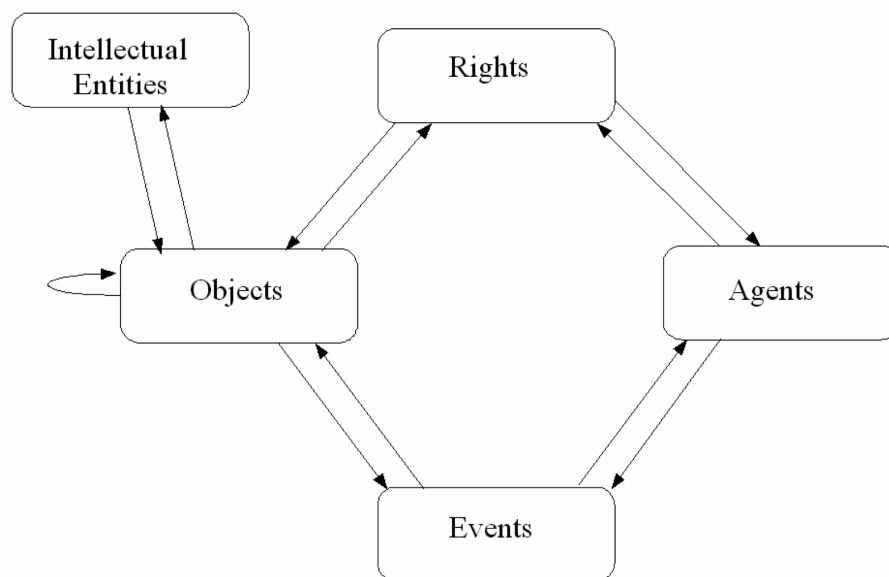 Intellectual
Entities
Rights
Objects
Agents
Events